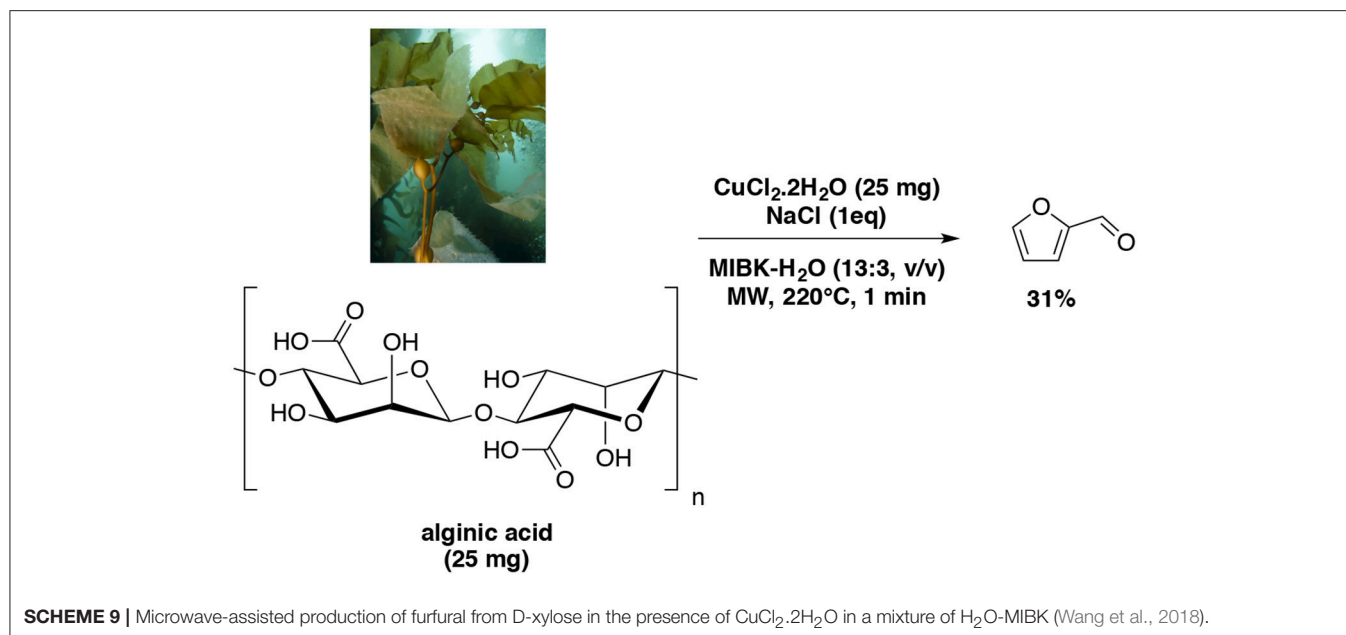 CuCl₂.2H₂O (25 mg)
NaCl (1eq)
MIBK-H₂O (13:3, v/v)
MW, 220°C, 1 min
O
O
31%
O
HO
OH
O
O
HO
O
HO
O
HO
O
OH
n
alginic acid
(25 mg)
SCHEME 9 | Microwave-assisted production of furfural from D-xylose in the presence of CuCl₂.2H₂O in a mixture of H₂O-MIBK (Wang et al., 2018).